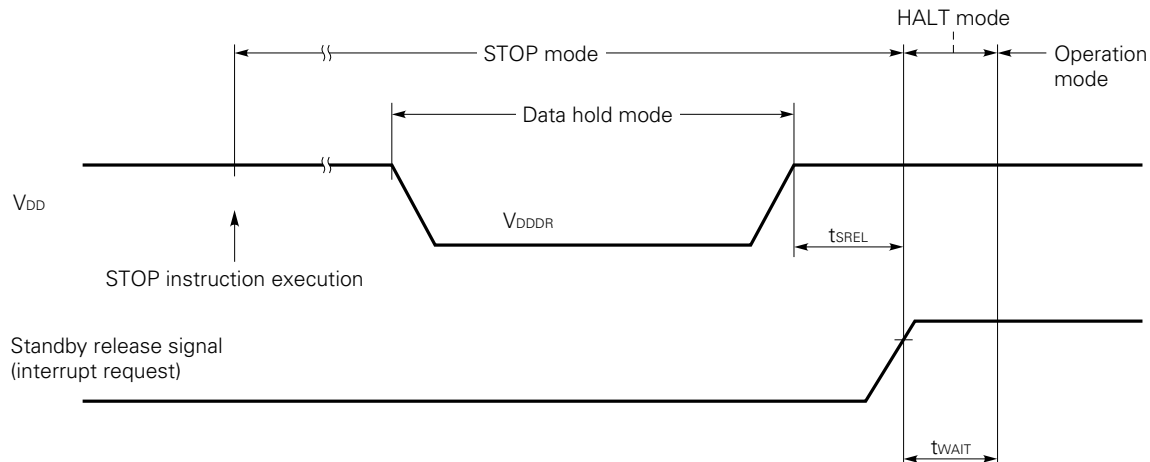 HALT mode
STOP mode
Operation
mode
Data hold mode
VDD
VDDDR
tSREL
STOP instruction execution
Standby release signal
(interrupt request)
tWAIT